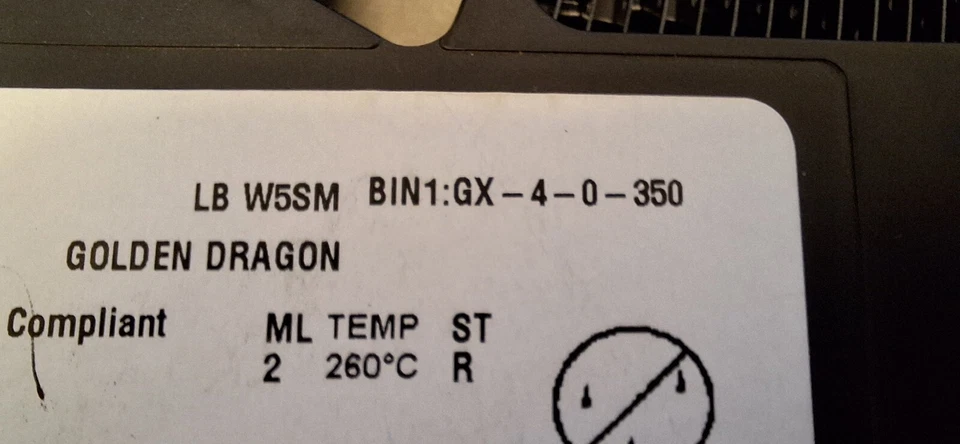 LB W5SM BIN1:GX-4-0-350
GOLDEN DRAGON
Compliant ML TEMP ST
2 260°C R